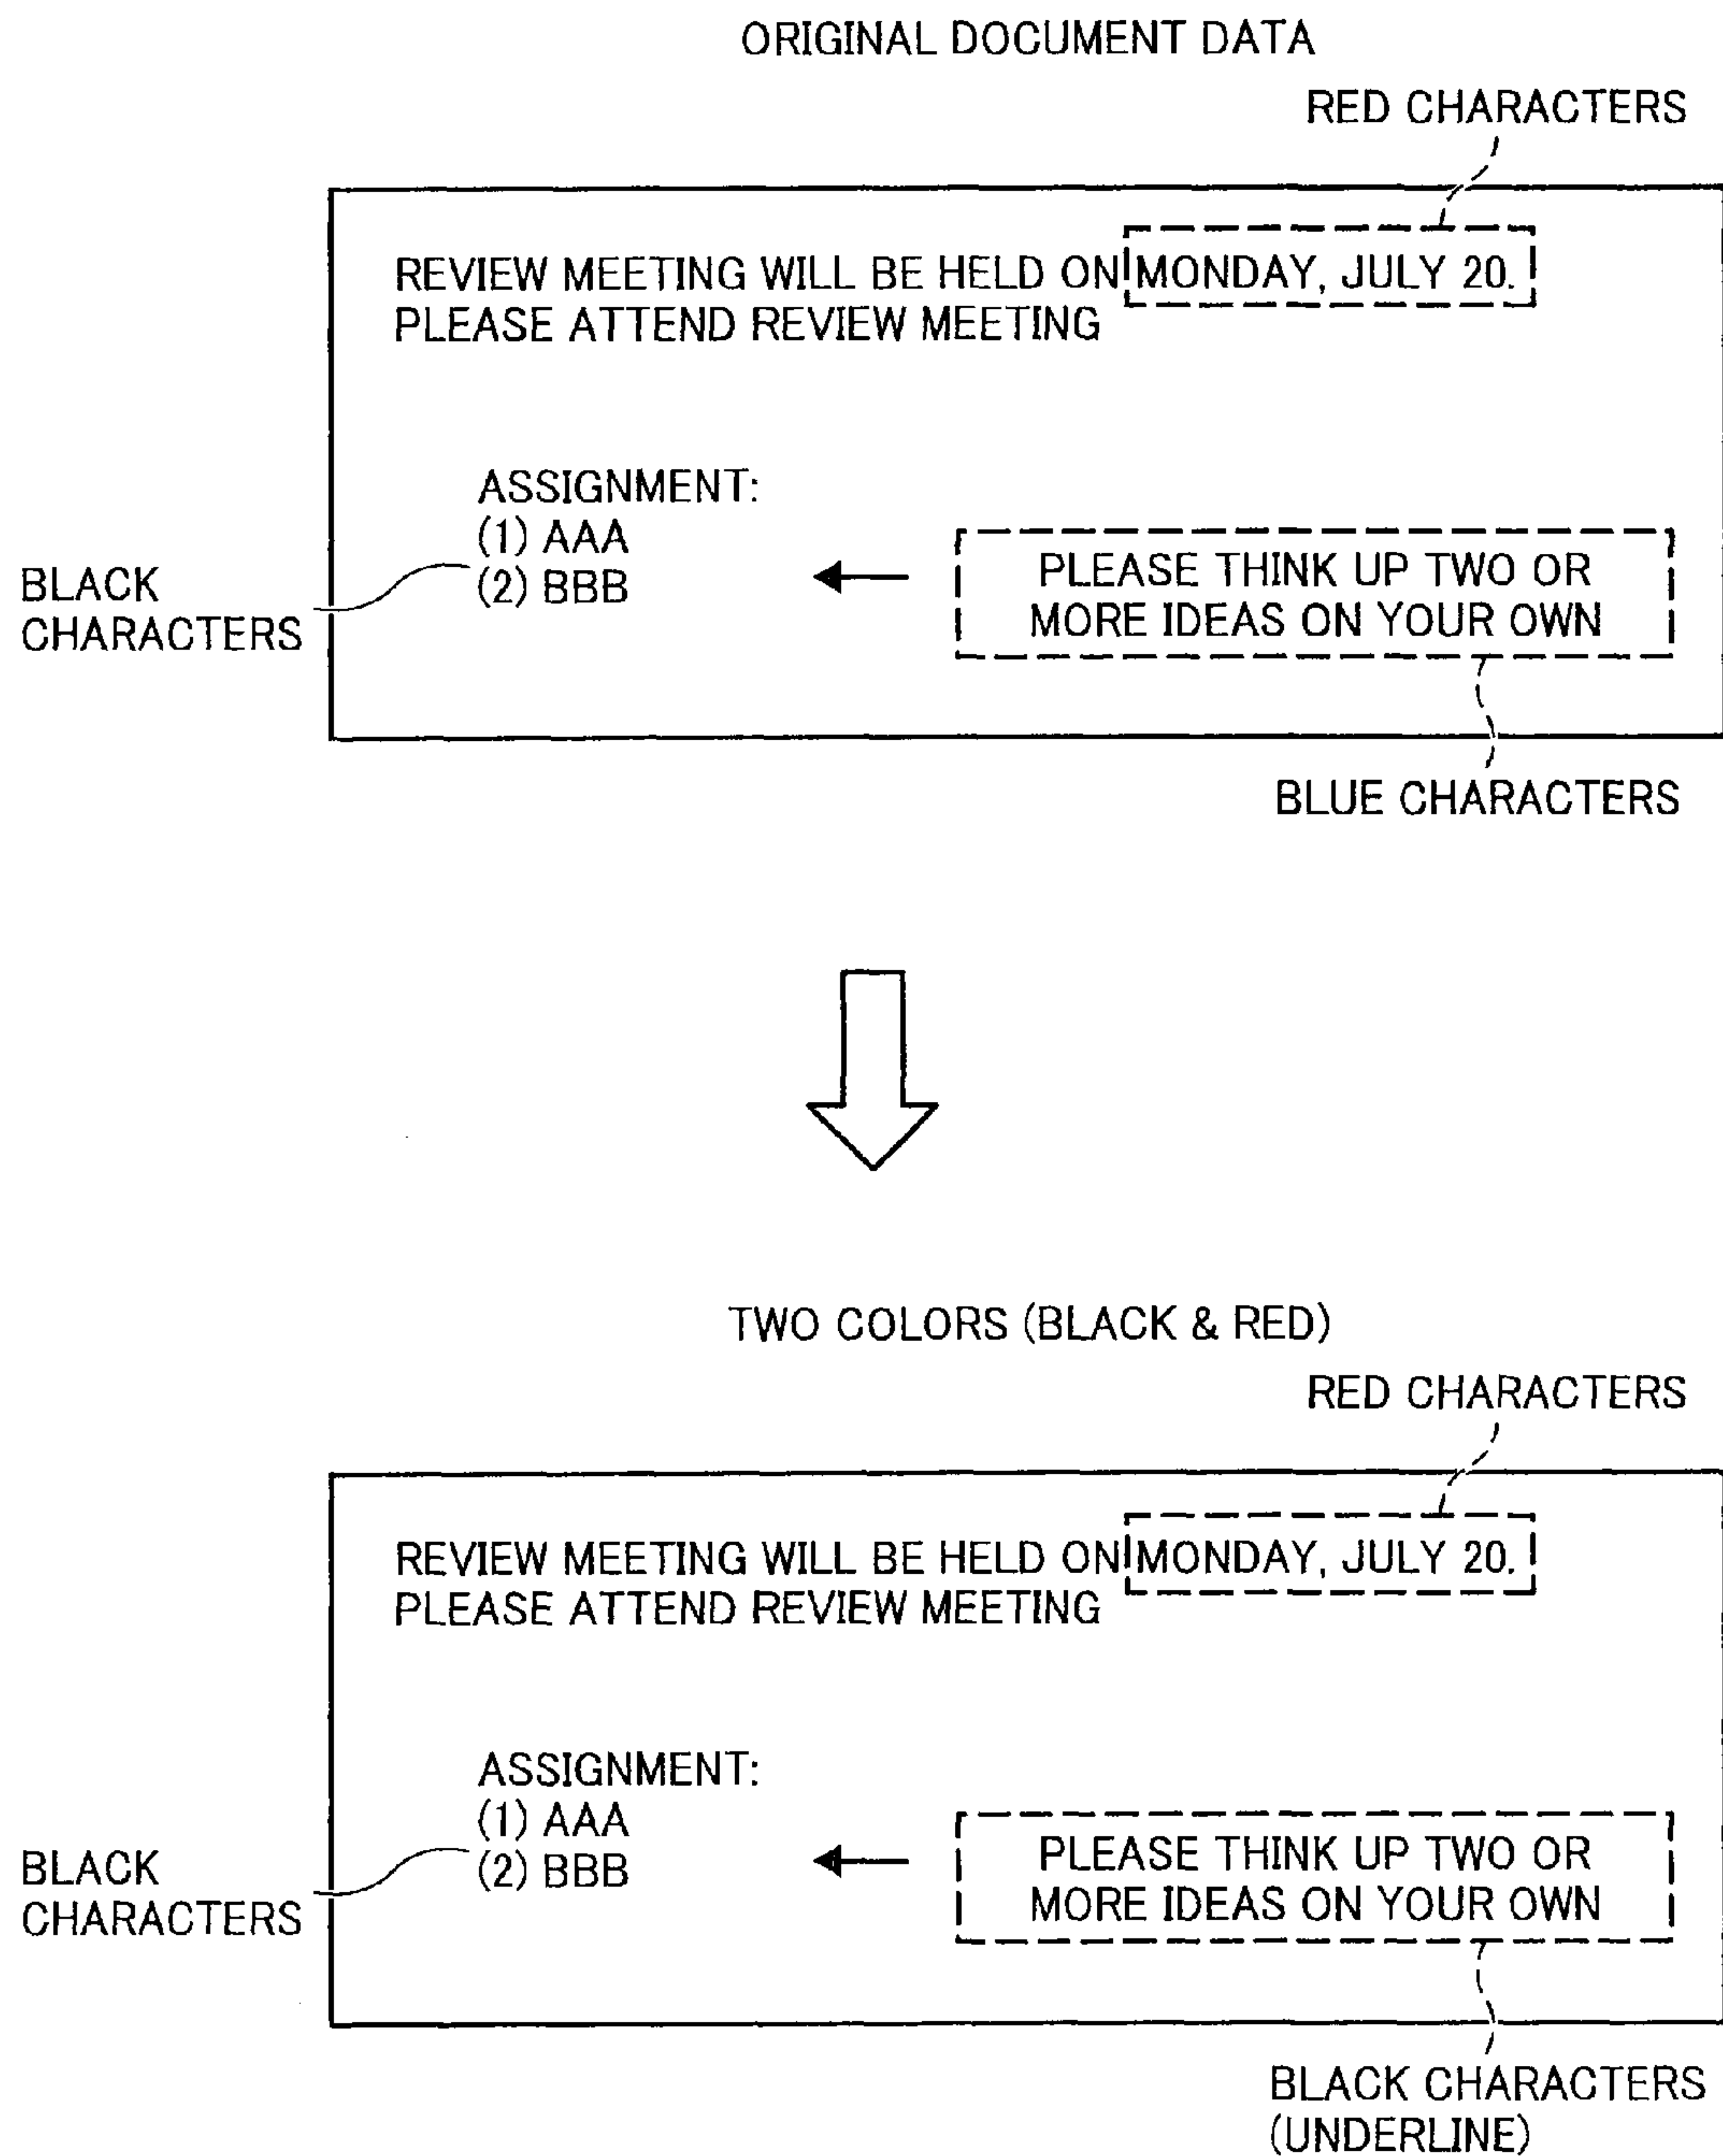 ORIGINAL DOCUMENT DATA
RED CHARACTERS
REVIEW MEETING WILL BE HELD ON MONDAY, JULY 20.
PLEASE ATTEND REVIEW MEETING
ASSIGNMENT:
(1) AAA
(2) BBB
PLEASE THINK UP TWO OR
MORE IDEAS ON YOUR OWN
BLACK
CHARACTERS
BLUE CHARACTERS
TWO COLORS (BLACK & RED)
RED CHARACTERS
REVIEW MEETING WILL BE HELD ON MONDAY, JULY 20.
PLEASE ATTEND REVIEW MEETING
ASSIGNMENT:
(1) AAA
(2) BBB
PLEASE THINK UP TWO OR
MORE IDEAS ON YOUR OWN
BLACK
CHARACTERS
BLACK CHARACTERS
(UNDERLINE)